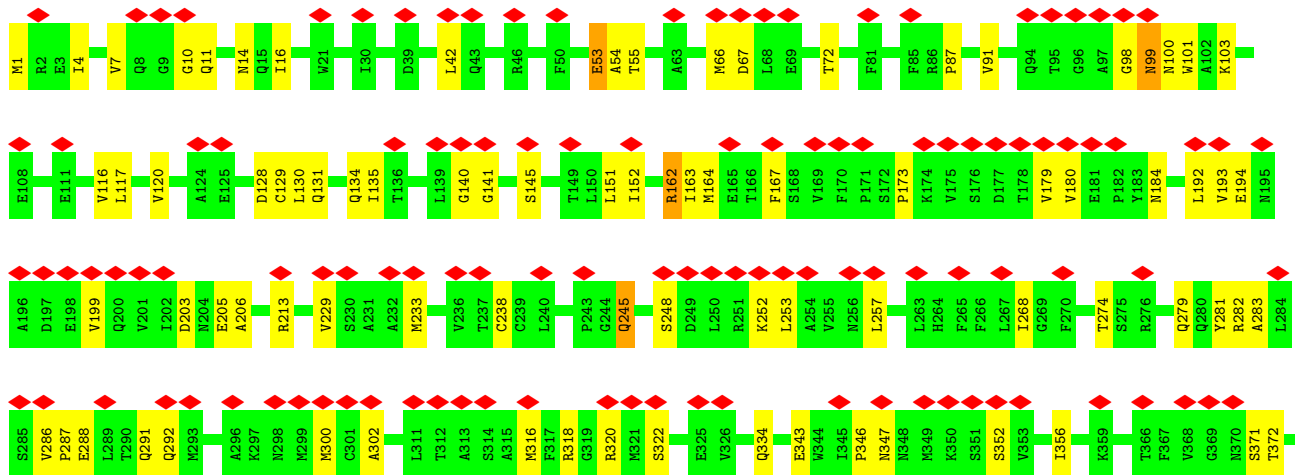 M1 R2 E3 I4 V7 Q8 G9 G10 Q11 N14 Q15 I16 W21 I30 D39 L42 Q43 R46 F50 E53 A54 T55 A63 M66 D67 L68 E69 T72 F81 F85 R86 P87 V91 Q94 T95 G96 A97 G98 N99 N100 W101 A102 K103
E108 E111 V116 L117 V120 A124 E125 D128 C129 L130 Q131 Q134 I135 T136 L139 G140 G141 S145 T149 L150 L151 I152 R162 I163 M164 E165 T166 F167 S168 V169 F170 P171 S172 P173 K174 V175 S176 D177 T178 V179 V180 E181 P182 Y183 N184 L192 V193 E194 N195
A196 D197 E198 V199 Q200 V201 I202 D203 N204 E205 A206 R213 V229 S230 A231 A232 M233 V236 T237 C238 C239 L240 P243 G244 Q245 S248 D249 L250 R251 K252 L253 A254 V255 N256 L257 L263 H264 F265 F266 L267 I268 G269 F270 T274 S275 R276 Q279 Q280 Y281 R282 A283 L284
S285 V286 P287 E288 L289 T290 Q291 Q292 M293 A296 K297 N298 M299 M300 C301 A302 L311 T312 A313 S314 A315 M316 F317 R318 G319 R320 M321 S322 E325 V326 Q334 E343 W344 I345 P346 N347 N348 M349 K350 S351 S352 V353 I356 K359 T366 F367 V368 G369 N370 S371 T372